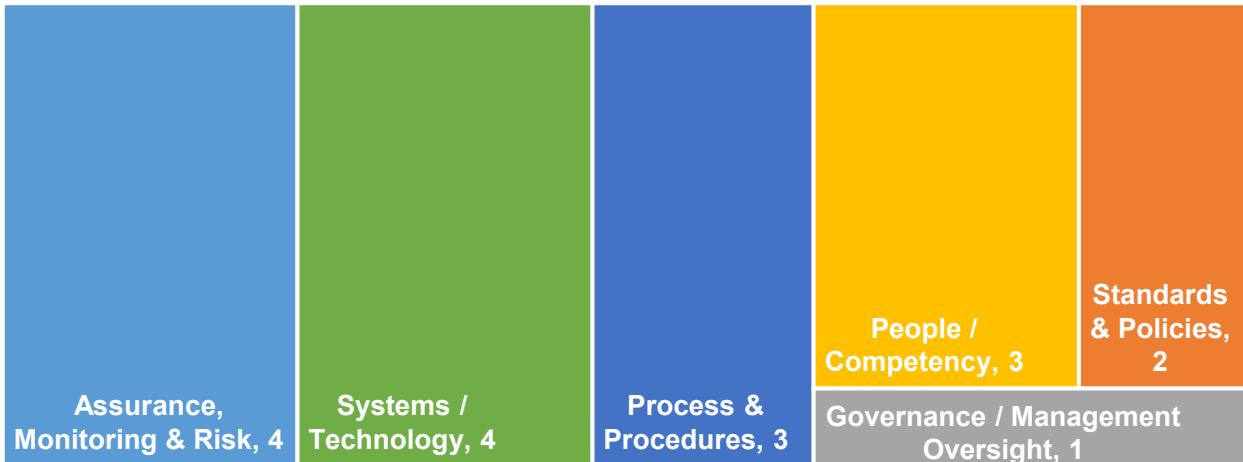 Assurance,
Monitoring & Risk, 4
Systems /
Technology, 4
Process &
Procedures, 3
People /
Competency, 3
Standards
& Policies,
2
Governance / Management
Oversight, 1